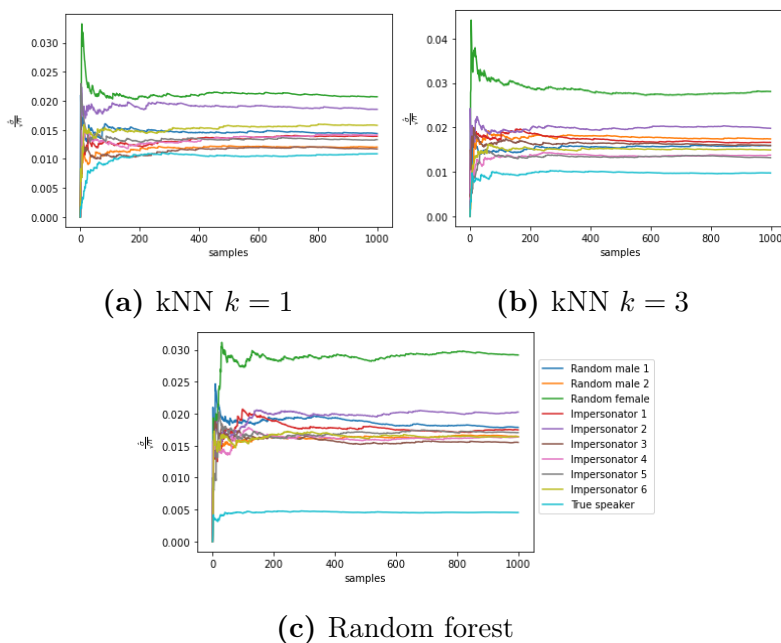 0.030
0.025
0.020
0.015
0.010
0.005
0.000
0 200 400 600 800 1000
samples
(a) kNN k = 1
0.04
0.03
0.02
0.01
0.00
0 200 400 600 800 1000
samples
(b) kNN k = 3
0.030
0.025
0.020
0.015
0.010
0.005
0.000
0 200 400 600 800 1000
samples
Random male 1
Random male 2
Random female
Impersonator 1
Impersonator 2
Impersonator 3
Impersonator 4
Impersonator 5
Impersonator 6
True speaker
(c) Random forest